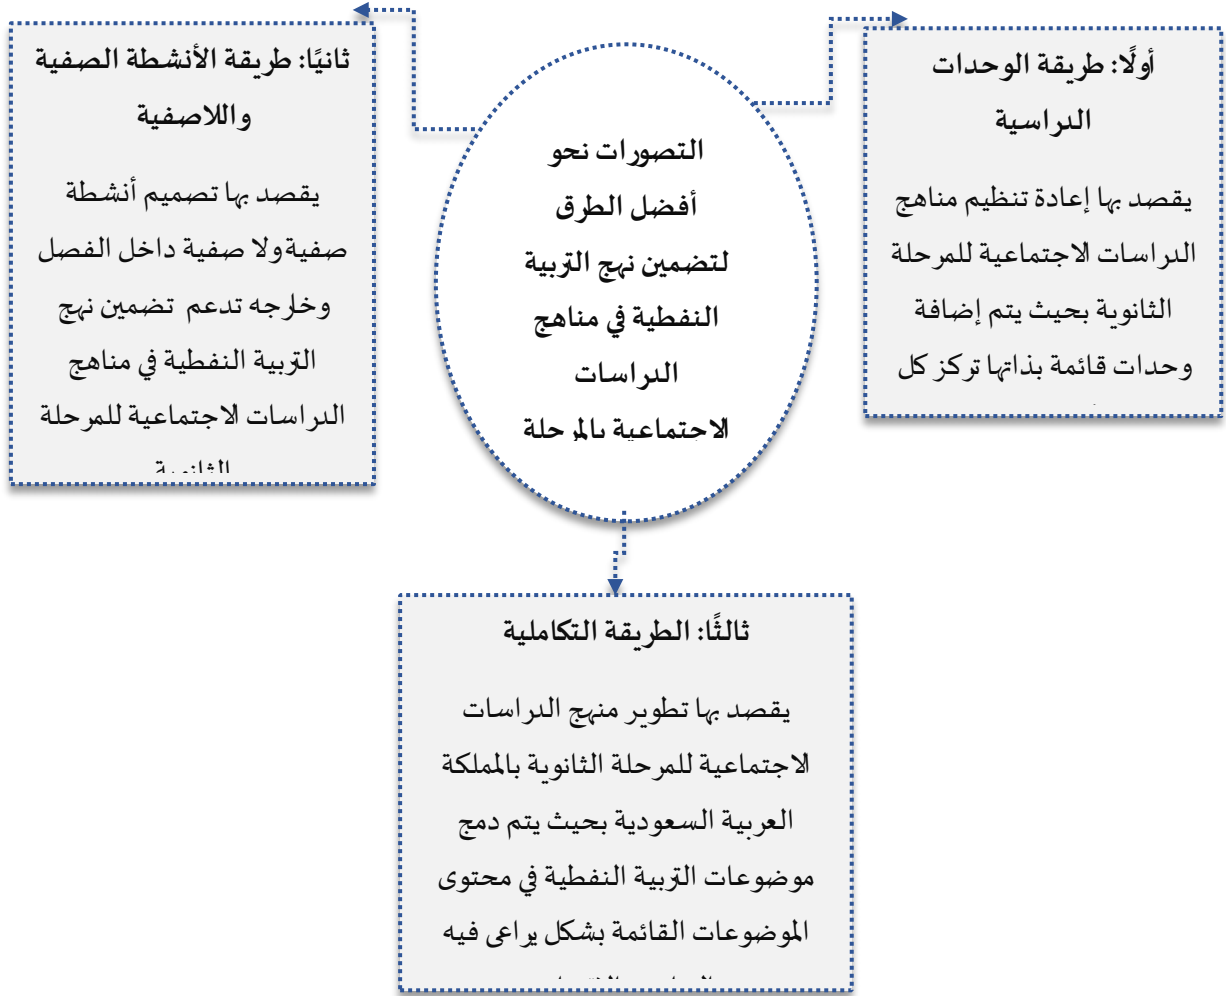 أولًا: طريقة الوحدات
الدراسية
يقصد بها إعادة تنظيم مناهج
الدراسات الاجتماعية للمرحلة
الثانوية بحيث يتم إضافة
وحدات قائمة بذاتها تركز كل
التصورات نحو
أفضل الطرق
لتضمين نهج التربية
النفطية في مناهج
الدراسات
الاجتماعية بالمرحلة
ثانيًا: طريقة الأنشطة الصفية
واللاصفية
يقصد بها تصميم أنشطة
صفية ولا صفية داخل الفصل
وخارجه تدعم تضمين نهج
التربية النفطية في مناهج
الدراسات الاجتماعية للمرحلة
الثانوية
ثالثًا: الطريقة التكاملية
يقصد بها تطوير منهج الدراسات
الاجتماعية للمرحلة الثانوية بالمملكة
العربية السعودية بحيث يتم دمج
موضوعات التربية النفطية في محتوى
الموضوعات القائمة بشكل يراعى فيه